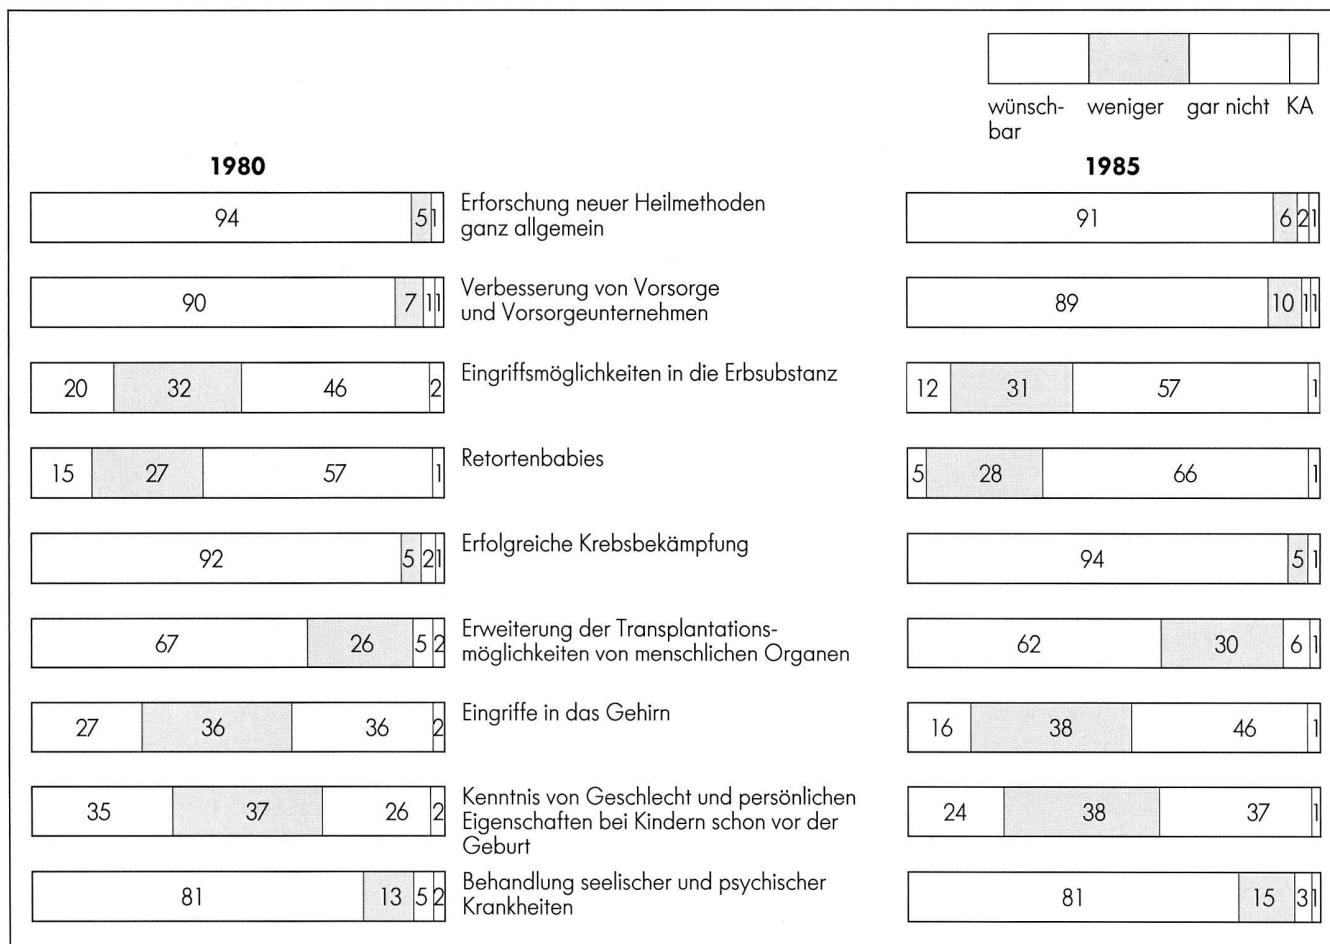 wünsch- weniger gar nicht KA
bar
1980 1985
94 5 1 Erforschung neuer Heilmethoden 91 6 2 1
ganz allgemein
90 7 1 1 Verbesserung von Vorsorge 89 10 1 1
und Vorsorgeunternehmen
20 32 46 2 Eingriffsmöglichkeiten in die Erbsubstanz 12 31 57 1
15 27 57 1 Retortenbabies 5 28 66 1
92 5 2 1 Erfolgreiche Krebsbekämpfung 94 5 1
67 26 5 2 Erweiterung der Transplantations- 62 30 6 1
möglichkeiten von menschlichen Organen
27 36 36 2 Eingriffe in das Gehirn 16 38 46 1
35 37 26 2 Kenntnis von Geschlecht und persönlichen 24 38 37 1
Eigenschaften bei Kindern schon vor der
Geburt
81 13 5 2 Behandlung seelischer und psychischer 81 15 3 1
Krankheiten